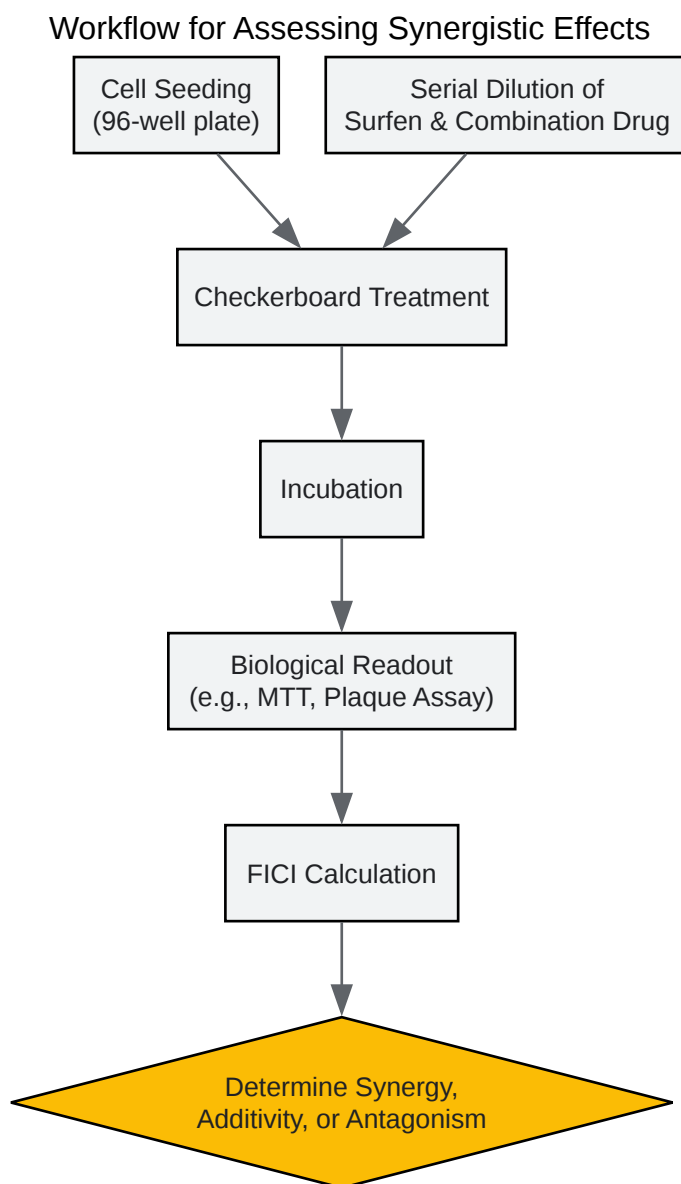 Workflow for Assessing Synergistic Effects
Cell Seeding
(96-well plate)
Serial Dilution of
Surfen & Combination Drug
Checkerboard Treatment
Incubation
Biological Readout
(e.g., MTT, Plaque Assay)
FICI Calculation
Determine Synergy,
Additivity, or Antagonism